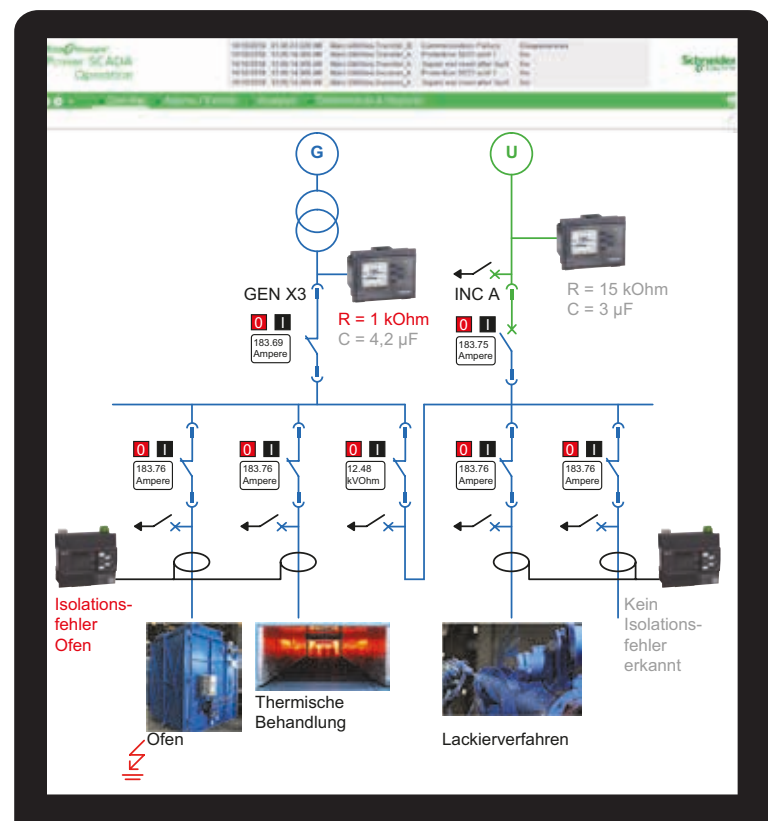 Power SCADA
Operation
Schneider
G
U
GEN X3
INC A
R = 1 kOhm
C = 4,2 µF
R = 15 kOhm
C = 3 µF
0 I
183.69
Ampere
0 I
183.75
Ampere
0 I
183.76
Ampere
0 I
183.76
Ampere
0 I
12.48
kVOhm
0 I
183.76
Ampere
0 I
183.76
Ampere
Isolations-
fehler
Ofen
Kein
Isolations-
fehler
erkannt
Ofen
Thermische
Behandlung
Lackierverfahren